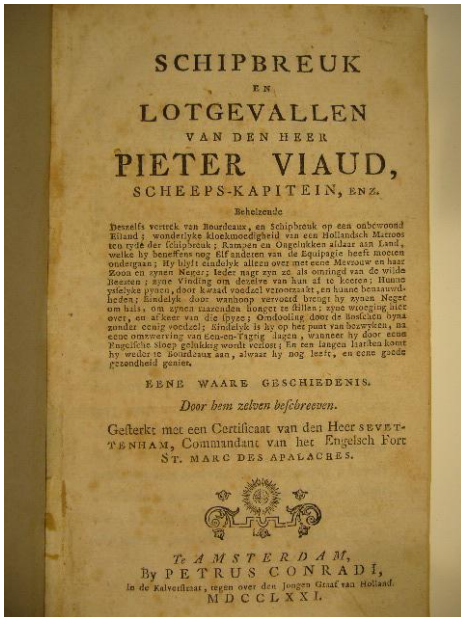 SCHIPBREUK
EN
LOTGEVALLEN
VAN DEN HEER
PIETER VIAUD,
SCHEEPS-KAPITEIN, ENZ.
Behelzende
Deszelfs vertrek van Bourdeaux, en Schipbreuk op een onbewoond
Eiland; wonderlyke kloekmoedigheid van een Hollandsch Matroos
ten tyde der Schipbreuk; Rampen en Ongelukken aldaar aan Land,
welke hy beneffens nog Elf anderen van de Equipagie heeft moeten
ondergaan; Hy blyft eindelyk alleen over met eene Mevrouw en haar
Zoon en zynen Neger; Ieder nagt zyn ze als omringd van de wilde
Beesten; zyne Vinding om dezelve van hun af te keeren; Hunne
yselyke pynen, door kwaad voedzel veroorzaakt, en hunne benaauwd-
heden; Eindelyk door wanhoop vervoerd brengt hy zynen Neger
om hals, om zynen raazenden honger te stillen; zyne wroeging hier
over, en afkeer van die spyze; Omdooling door de Bosschen byna
zonder eenig voedzel; Eindelyk is hy op het punt van bezwyken, na
eene omzwerving van Een-en-Tagtig dagen, wanneer hy door eene
Engelsche Sloep gelukkig wordt verlost; En ten langen laatsten komt
hy weder te Bourdeaux aan, alwaar hy nog leeft, en eene goede
gezondheid geniet.
EENE WAARE GESCHIEDENIS.
Door hem zelven beschreeven.
Gesterkt met een Certificaat van den Heer SEVET-
TENHAM, Commandant van het Engelsch Fort
ST. MARC DES APALACHES.
Te AMSTERDAM,
By PETRUS CONRADI,
In de Kalverstraat, tegen over den Jongen Graaf van Holland.
MDCCLXXI.